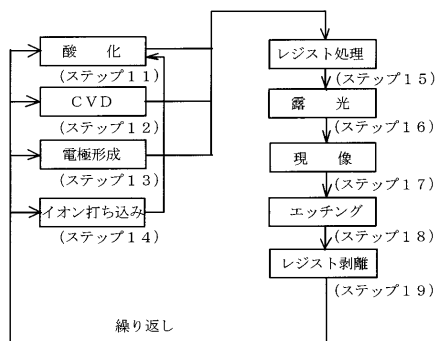 酸　化
(ステップ１１)
ＣＶＤ
(ステップ１２)
電極形成
(ステップ１３)
イオン打ち込み
(ステップ１４)
レジスト処理
(ステップ１５)
露　光
(ステップ１６)
現　像
(ステップ１７)
エッチング
(ステップ１８)
レジスト剥離
(ステップ１９)
繰り返し